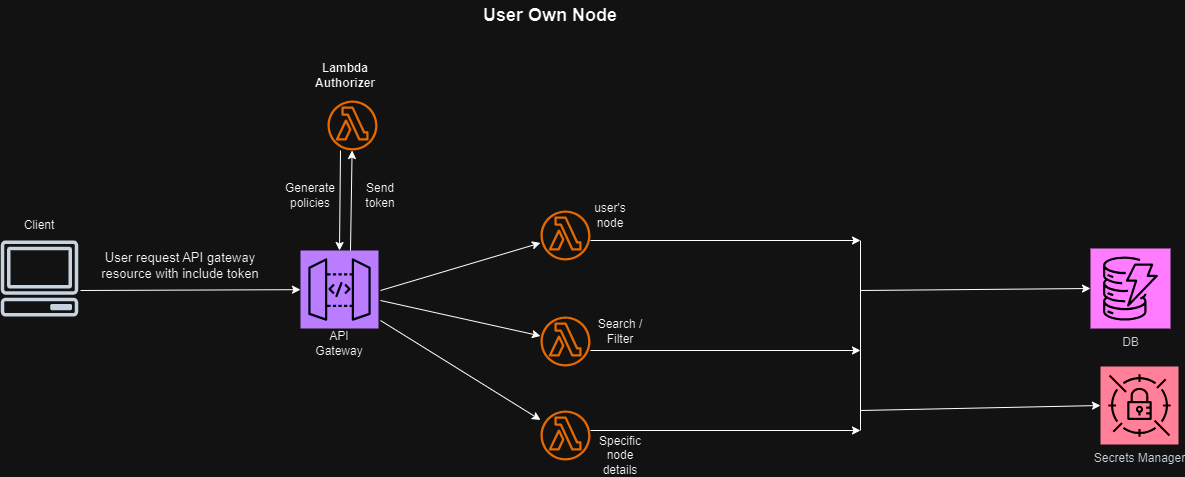 User Own Node
Lambda
Authorizer
Generate
policies
Send
token
Client
User request API gateway
resource with include token
</>
API
Gateway
user's
node
Search /
Filter
Specific
node
details
DB
Secrets Manager